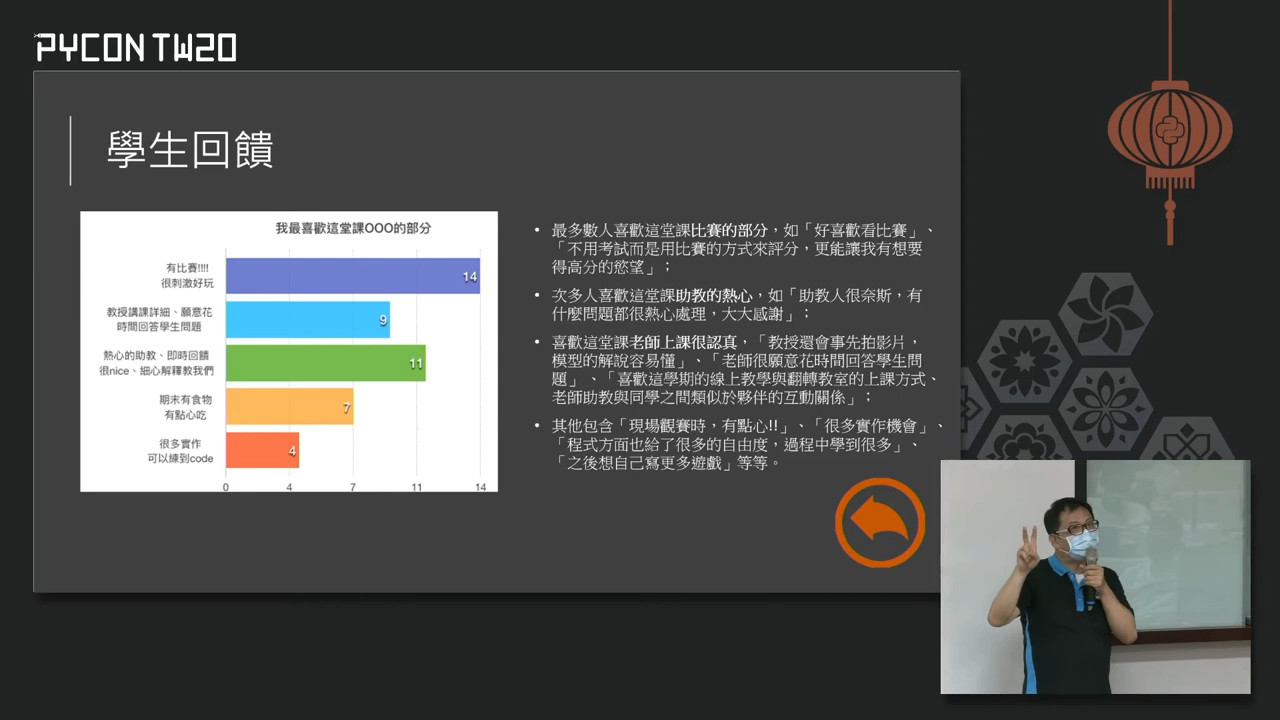 PYCON TW20
學生回饋
我最喜歡這堂課OOO的部分
有比賽!!!!
很刺激好玩
14
教授講課詳細、願意花
時間回答學生問題
9
熱心的助教、即時回饋
很nice、細心解釋教我們
11
期末有食物
有點心吃
7
很多實作
可以練到code
4
0 4 7 11 14
• 最多數人喜歡這堂課比賽的部分，如「好喜歡看比賽」、
「不用考試而是用比賽的方式來評分，更能讓我有想要
得高分的慾望」；
• 次多人喜歡這堂課助教的熱心，如「助教人很奈斯，有
什麼問題都很熱心處理，大大感謝」；
• 喜歡這堂課老師上課很認真，「教授還會事先拍影片，
模型的解說容易懂」、「老師很願意花時間回答學生問
題」、「喜歡這學期的線上教學與翻轉教室的上課方式、
老師助教與同學之間類似於夥伴的互動關係」；
• 其他包含「現場觀賽時，有點心!!」、「很多實作機會」、
「程式方面也給了很多的自由度，過程中學到很多」、
「之後想自己寫更多遊戲」等等。